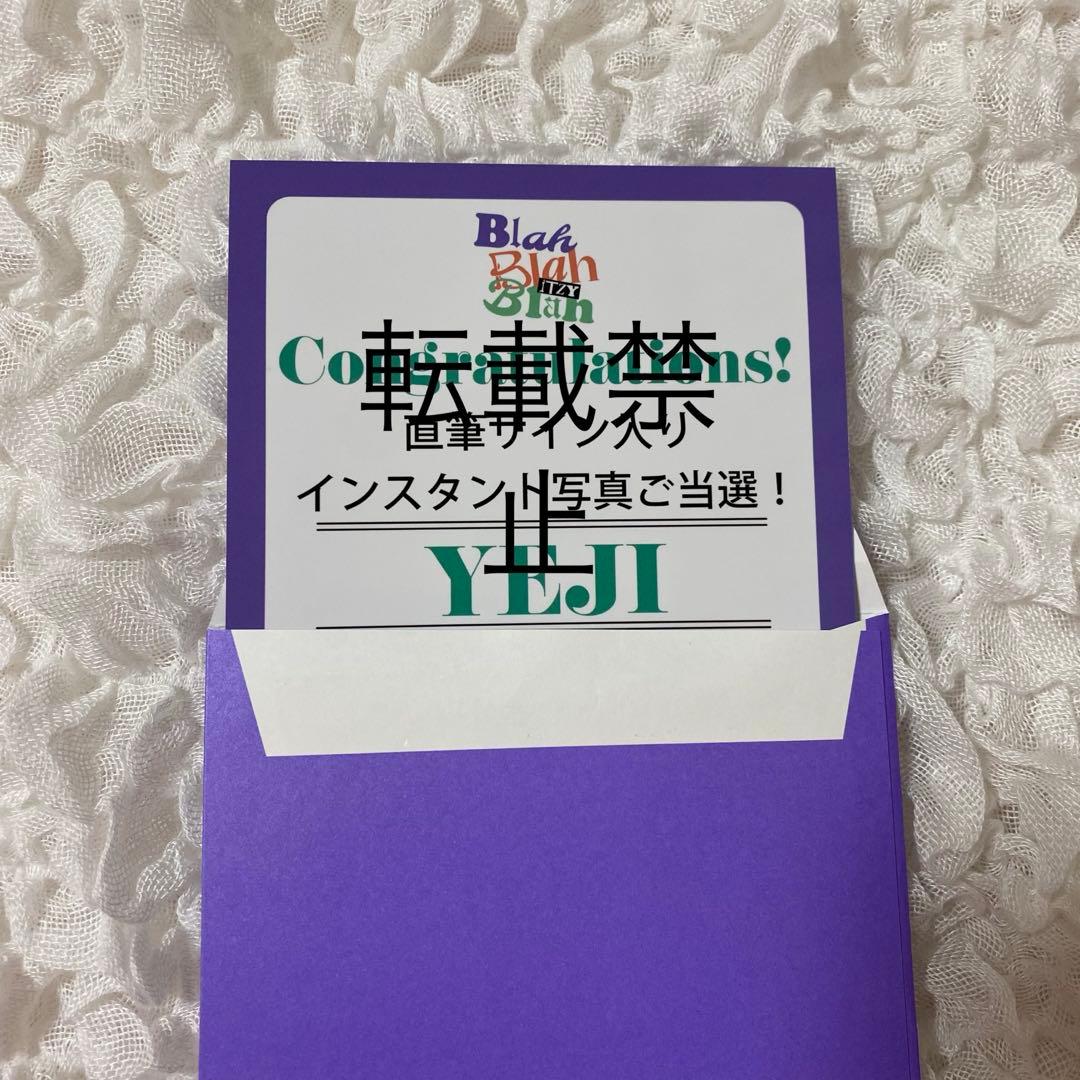 Blah
Blah
ITZY
Blah
Congratulations!
転載禁
直筆サイン入り
インスタント写真ご当選！
止
YEJI